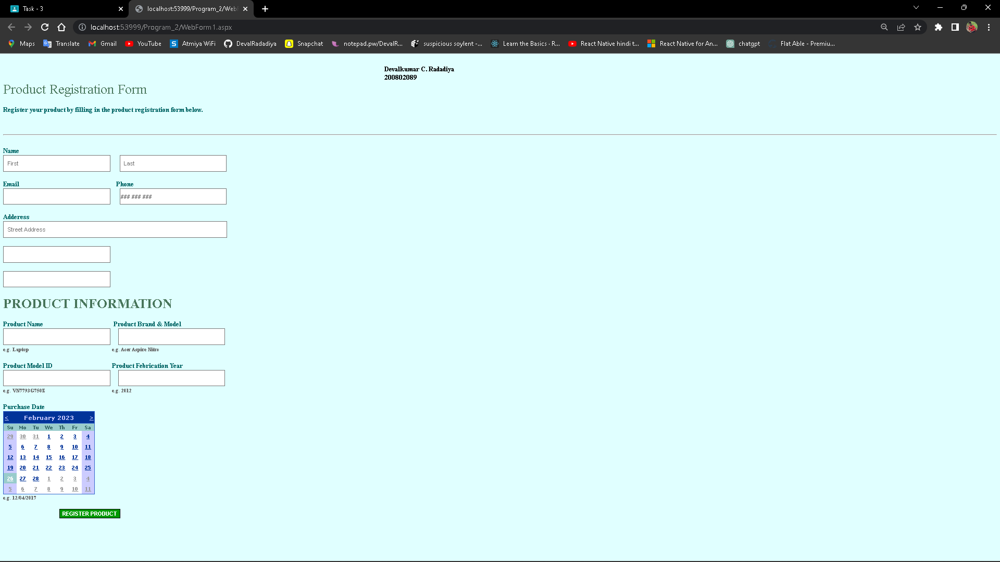 Task - 3
localhost:53999/Program_2/Web
localhost:53999/Program_2/WebForm1.aspx
Maps Translate Gmail YouTube Atmiya WiFi DevalRadadiya Snapchat notepad.pw/DevalR... suspicious soylent -... Learn the Basics · R... React Native hindi t... React Native for An... chatgpt Flat Able - Premiu...
Devalkumar C. Radadiya
200802089
Product Registration Form
Register your product by filling in the product registration form below.
Name
First Last
Email Phone
### ### ###
Adderess
Street Address
PRODUCT INFORMATION
Product Name Product Brand & Model
e.g. Laptop e.g. Acer Aspire Nitro
Product Model ID Product Febrication Year
e.g. VN7793G750Z e.g. 2012
Purchase Date
< February 2023 >
Su Mo Tu We Th Fr Sa
29 30 31 1 2 3 4
5 6 7 8 9 10 11
12 13 14 15 16 17 18
19 20 21 22 23 24 25
26 27 28 1 2 3 4
5 6 7 8 9 10 11
e.g. 12/04/2017
REGISTER PRODUCT